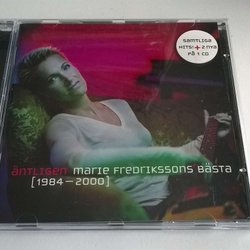 SAMTLIGA
HITS! + 2 NYA
PÅ 1 CD
äntligen marie fredrikssons bästa
[1984–2000]